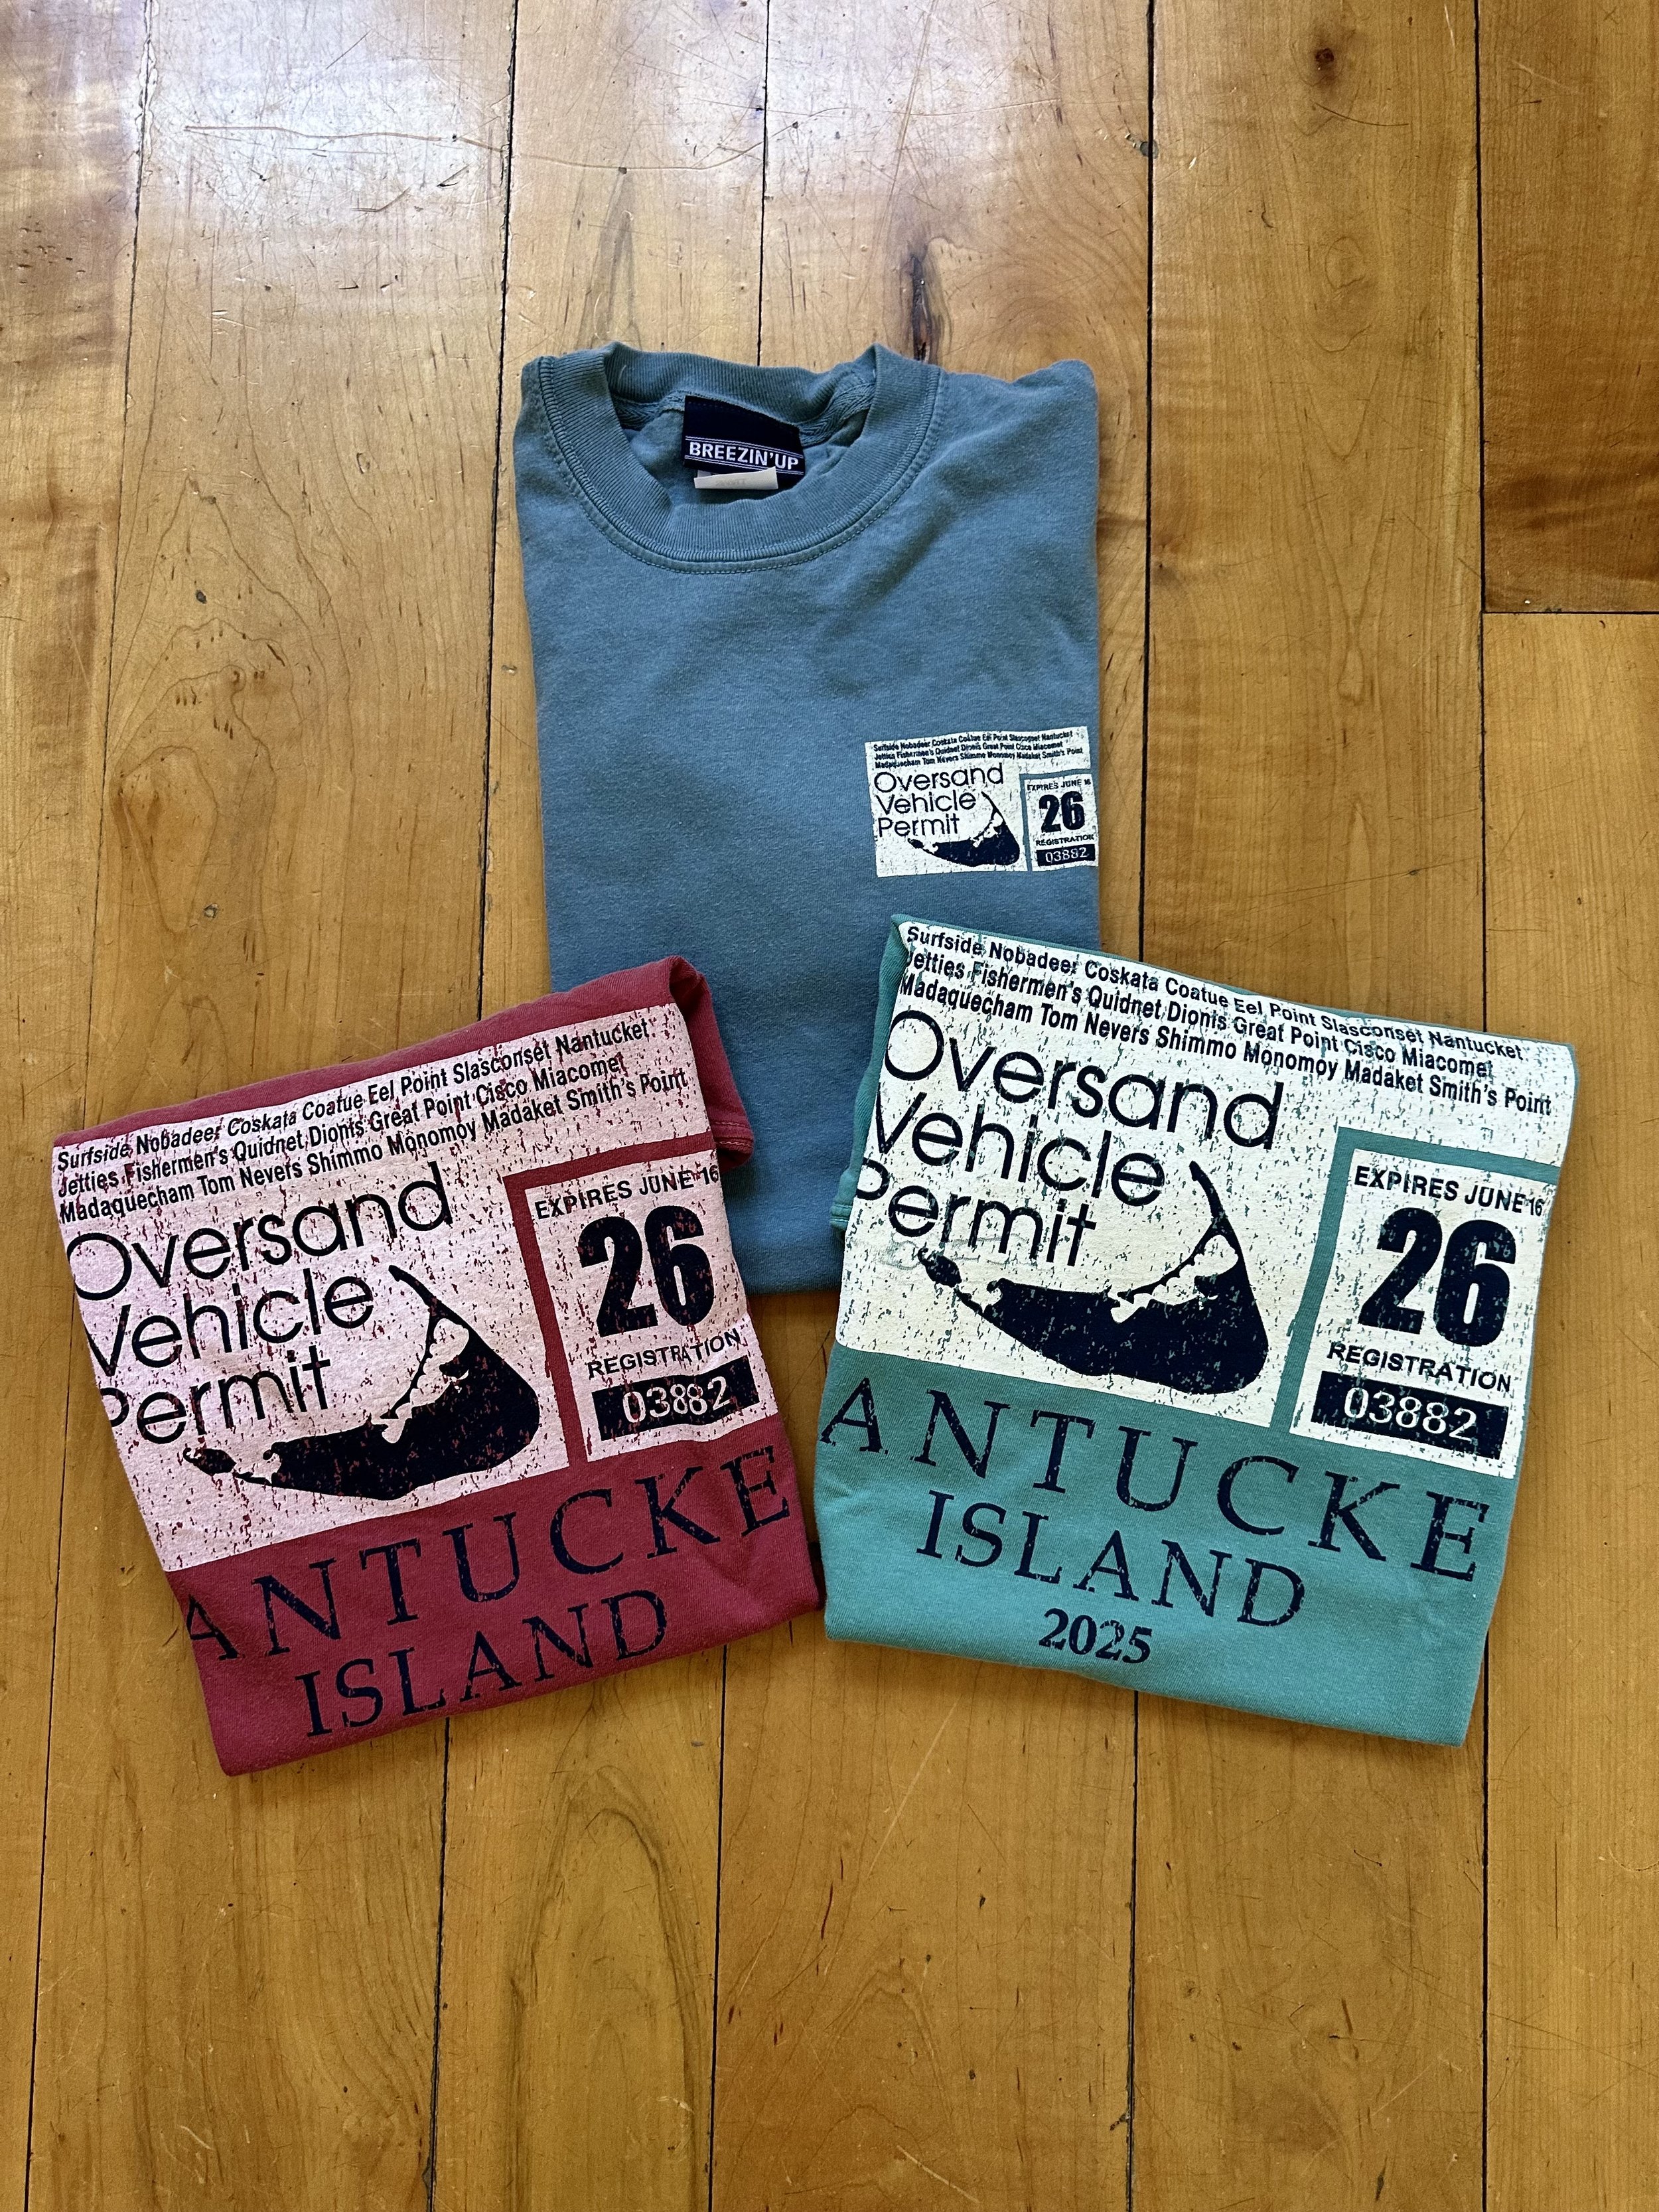 BREEZIN'UP
Surfside Nobadeer Coskata Coatue Eel Point Slasconset Nantucket
Jetties Fishermen's Quidnet Dionis Great Point Cisco Miacomet
Madaquecham Tom Nevers Shimmo Monomoy Madaket Smith's Point
Oversand
Vehicle
Permit
EXPIRES JUNE 16
26
REGISTRATION
03882
Surfside Nobadeer Coskata Coatue Eel Point Slasconset Nantucket
Jetties Fishermen's Quidnet Dionis Great Point Cisco Miacomet
Madaquecham Tom Nevers Shimmo Monomoy Madaket Smith's Point
Oversand
Vehicle
Permit
EXPIRES JUNE 16
26
REGISTRATION
03882
ANTUCKE
ISLAND
Surfside Nobadeer Coskata Coatue Eel Point Slasconset Nantucket
Jetties Fishermen's Quidnet Dionis Great Point Cisco Miacomet
Madaquecham Tom Nevers Shimmo Monomoy Madaket Smith's Point
Oversand
Vehicle
Permit
EXPIRES JUNE 16
26
REGISTRATION
03882
ANTUCKE
ISLAND
2025